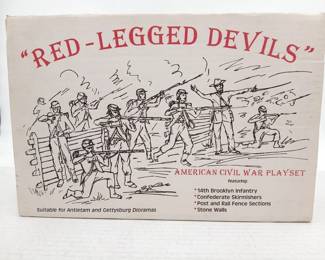 "RED-LEGGED DEVILS"
AMERICAN CIVIL WAR PLAYSET
featuring
*14th Brooklyn Infantry
*Confederate Skirmishers
*Post and Rail Fence Sections
*Stone Walls
Suitable for Antietam and Gettysburg Dioramas